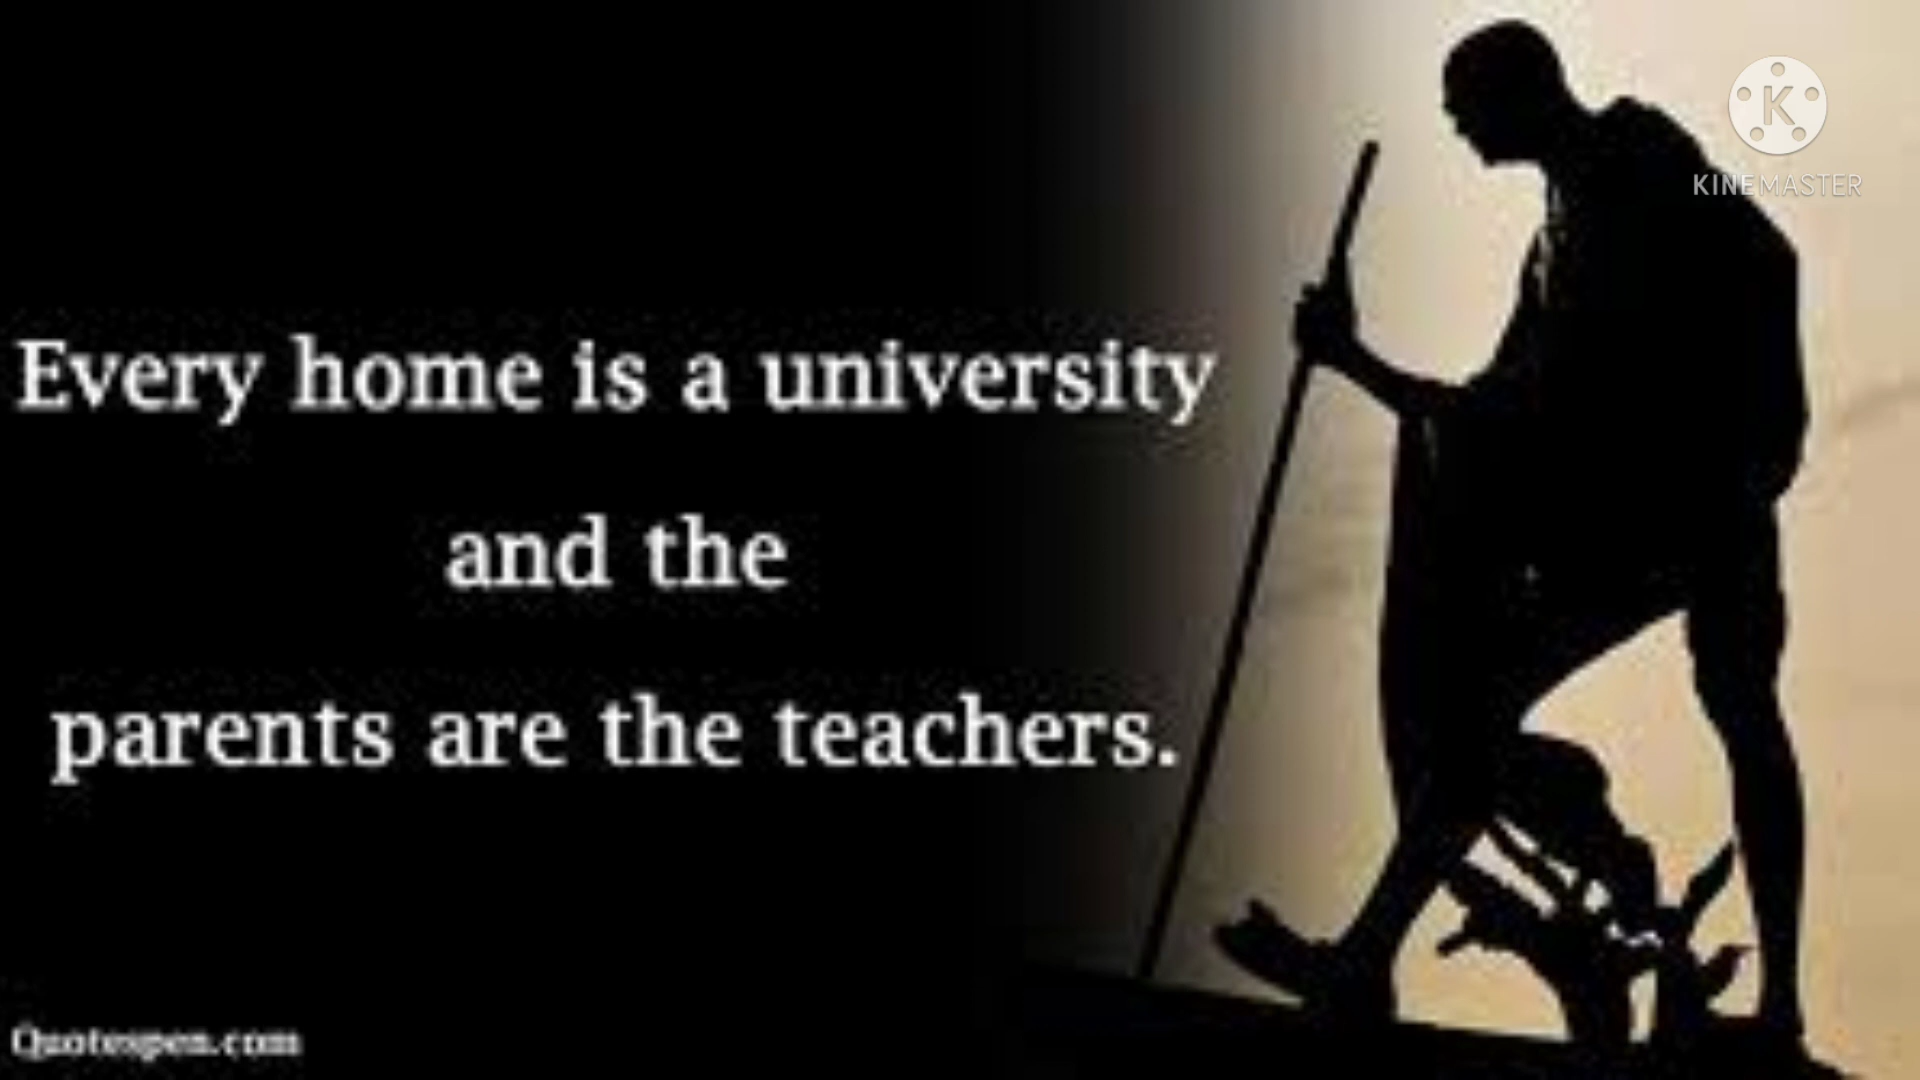 K
KINEMASTER
Every home is a university
and the
parents are the teachers.
Quotespen.com